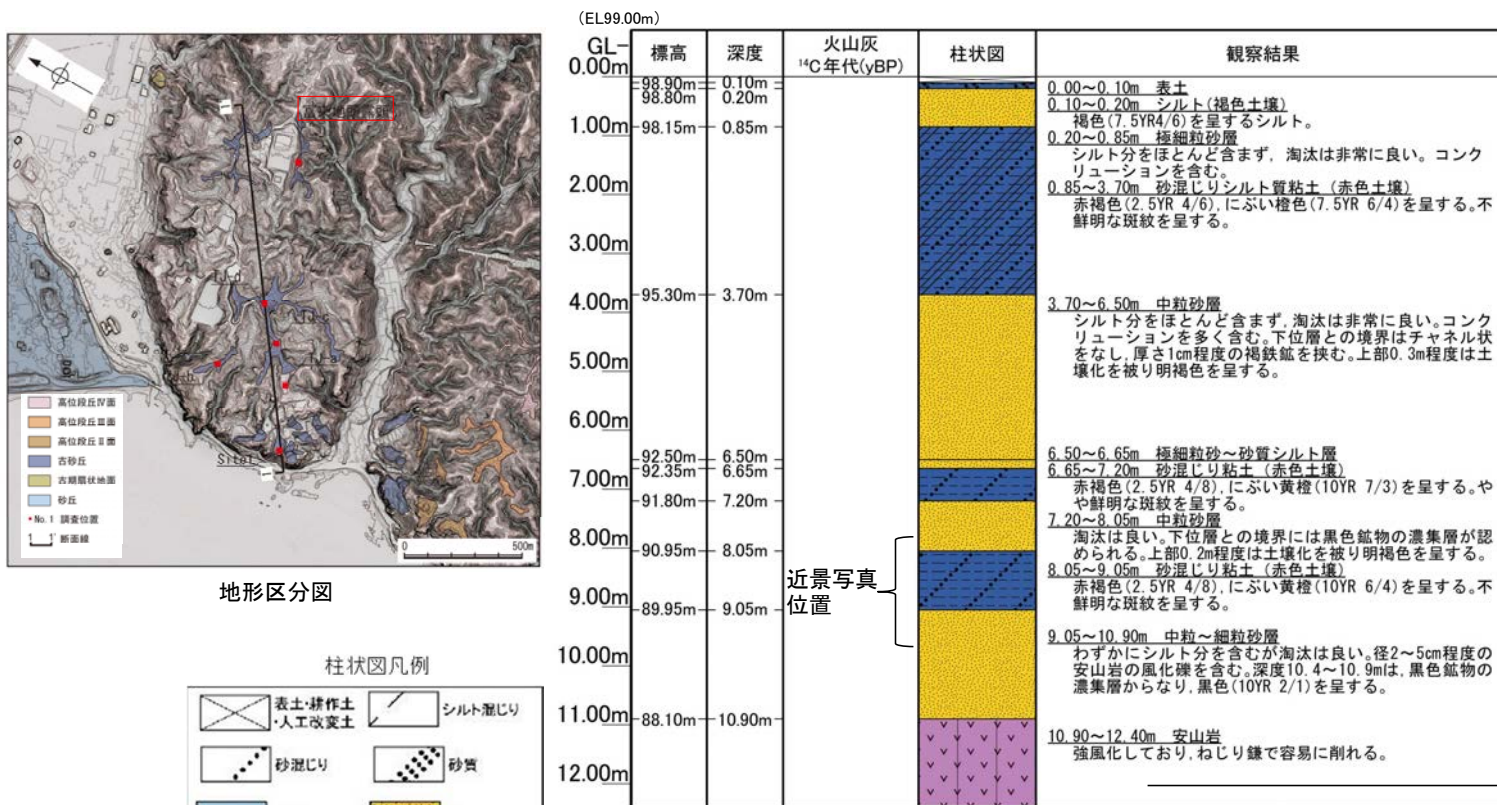 (EL99.00m)
GL-
0.00m
標高
深度
火山灰
¹⁴C年代(yBP)
柱状図
観察結果
98.90m
0.10m
98.80m
0.20m
1.00m
98.15m
0.85m
2.00m
3.00m
4.00m
95.30m
3.70m
5.00m
6.00m
92.50m
6.50m
92.35m
6.65m
7.00m
91.80m
7.20m
8.00m
90.95m
8.05m
9.00m
89.95m
9.05m
10.00m
11.00m
88.10m
10.90m
12.00m
0.00～0.10m 表土
0.10～0.20m シルト(褐色土壌)
褐色(7.5YR4/6)を呈するシルト。
0.20～0.85m 極細粒砂層
シルト分をほとんど含まず, 淘汰は非常に良い。コンク
リューションを含む。
0.85～3.70m 砂混じりシルト質粘土 (赤色土壌)
赤褐色(2.5YR 4/6),にぶい橙色(7.5YR 6/4)を呈する。不
鮮明な斑紋を呈する。
3.70～6.50m 中粒砂層
シルト分をほとんど含まず,淘汰は非常に良い。コンク
リューションを多く含む。下位層との境界はチャネル状
をなし,厚さ1cm程度の褐鉄鉱を挟む。上部0.3m程度は土
壌化を被り明褐色を呈する。
6.50～6.65m 極細粒砂～砂質シルト層
6.65～7.20m 砂混じり粘土 (赤色土壌)
赤褐色(2.5YR 4/8),にぶい黄橙(10YR 7/3)を呈する。や
や鮮明な斑紋を呈する。
7.20～8.05m 中粒砂層
淘汰は良い。下位層との境界には黒色鉱物の濃集層が認
められる。上部0.2m程度は土壌化を被り明褐色を呈する。
8.05～9.05m 砂混じり粘土 (赤色土壌)
赤褐色(2.5YR 4/8),にぶい黄橙(10YR 6/4)を呈する。不
鮮明な斑紋を呈する。
9.05～10.90m 中粒～細粒砂層
わずかにシルト分を含むが淘汰は良い。径2～5cm程度の
安山岩の風化礫を含む。深度10.4～10.9mは,黒色鉱物の
濃集層からなり,黒色(10YR 2/1)を呈する。
10.90～12.40m 安山岩
強風化しており,ねじり鎌で容易に削れる。
近景写真
位置
高位段丘Ⅳ面
高位段丘Ⅲ面
高位段丘Ⅱ面
古砂丘
古期扇状地面
砂丘
No.1 調査位置
1 1' 断面線
0 500m
地形区分図
柱状図凡例
表土・耕作土
・人工改変土
シルト混じり
砂混じり
砂質